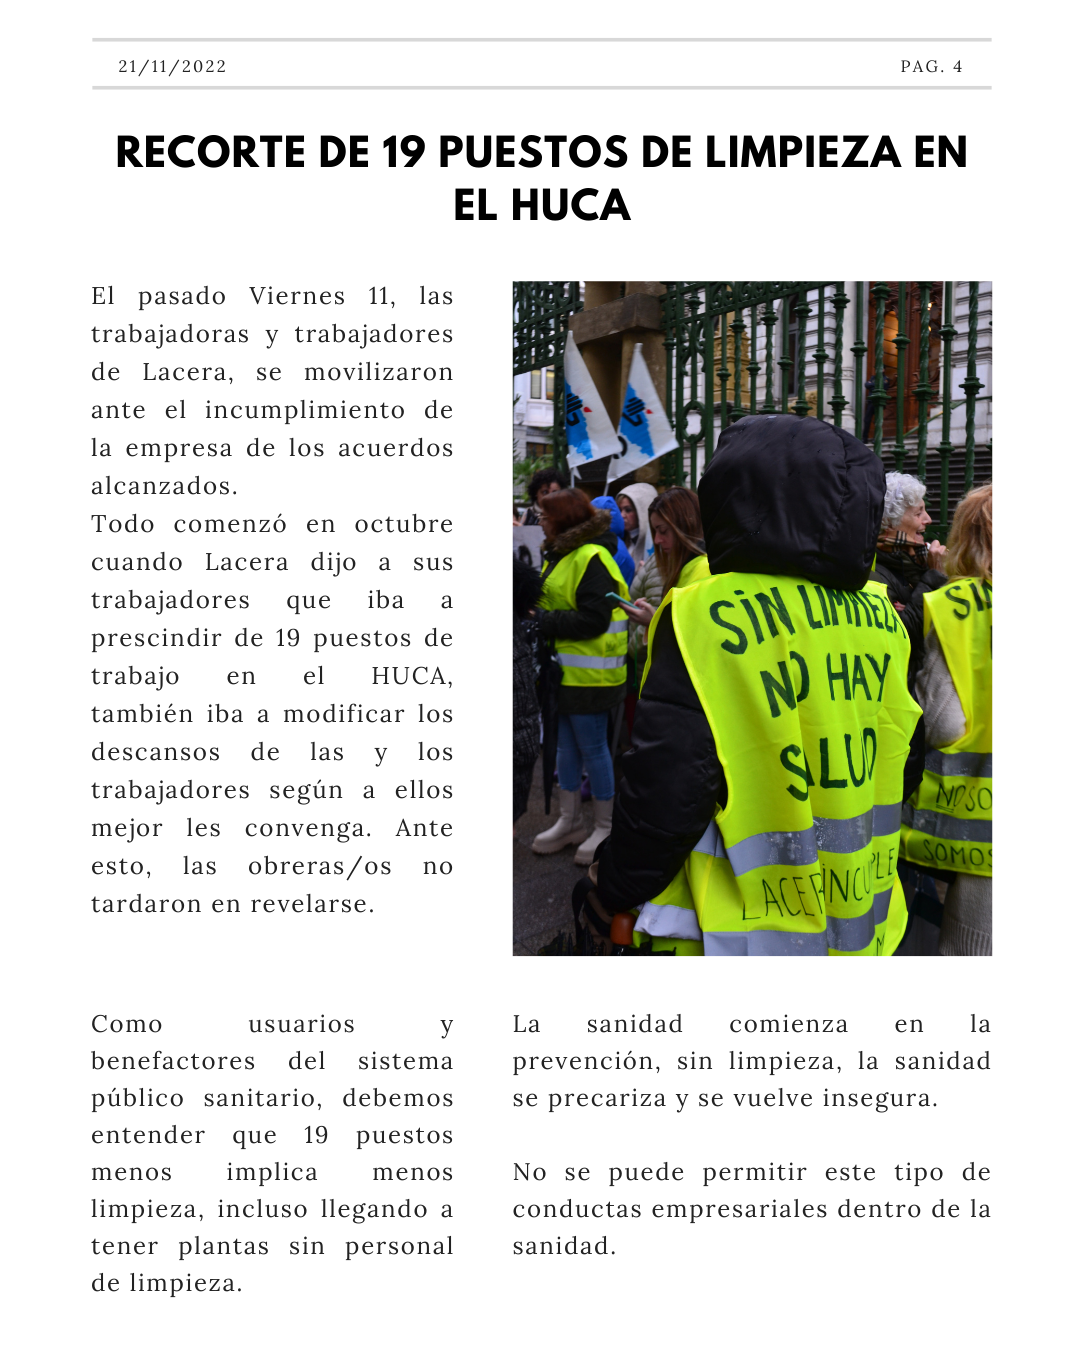 21/11/2022
PAG. 4
RECORTE DE 19 PUESTOS DE LIMPIEZA EN
EL HUCA
El pasado Viernes 11, las
trabajadoras y trabajadores
de Lacera, se movilizaron
ante el incumplimiento de
la empresa de los acuerdos
alcanzados.
Todo comenzó en octubre
cuando Lacera dijo a sus
trabajadores que iba a
prescindir de 19 puestos de
trabajo en el HUCA,
también iba a modificar los
descansos de las y los
trabajadores según a ellos
mejor les convenga. Ante
esto, las obreras/os no
tardaron en revelarse.
SIN LIMPIEZA
NO HAY
SALUD
LACERA INCUMPLE
SIN
NO SO
SOMOS
Como usuarios y
benefactores del sistema
público sanitario, debemos
entender que 19 puestos
menos implica menos
limpieza, incluso llegando a
tener plantas sin personal
de limpieza.
La sanidad comienza en la
prevención, sin limpieza, la sanidad
se precariza y se vuelve insegura.
No se puede permitir este tipo de
conductas empresariales dentro de la
sanidad.